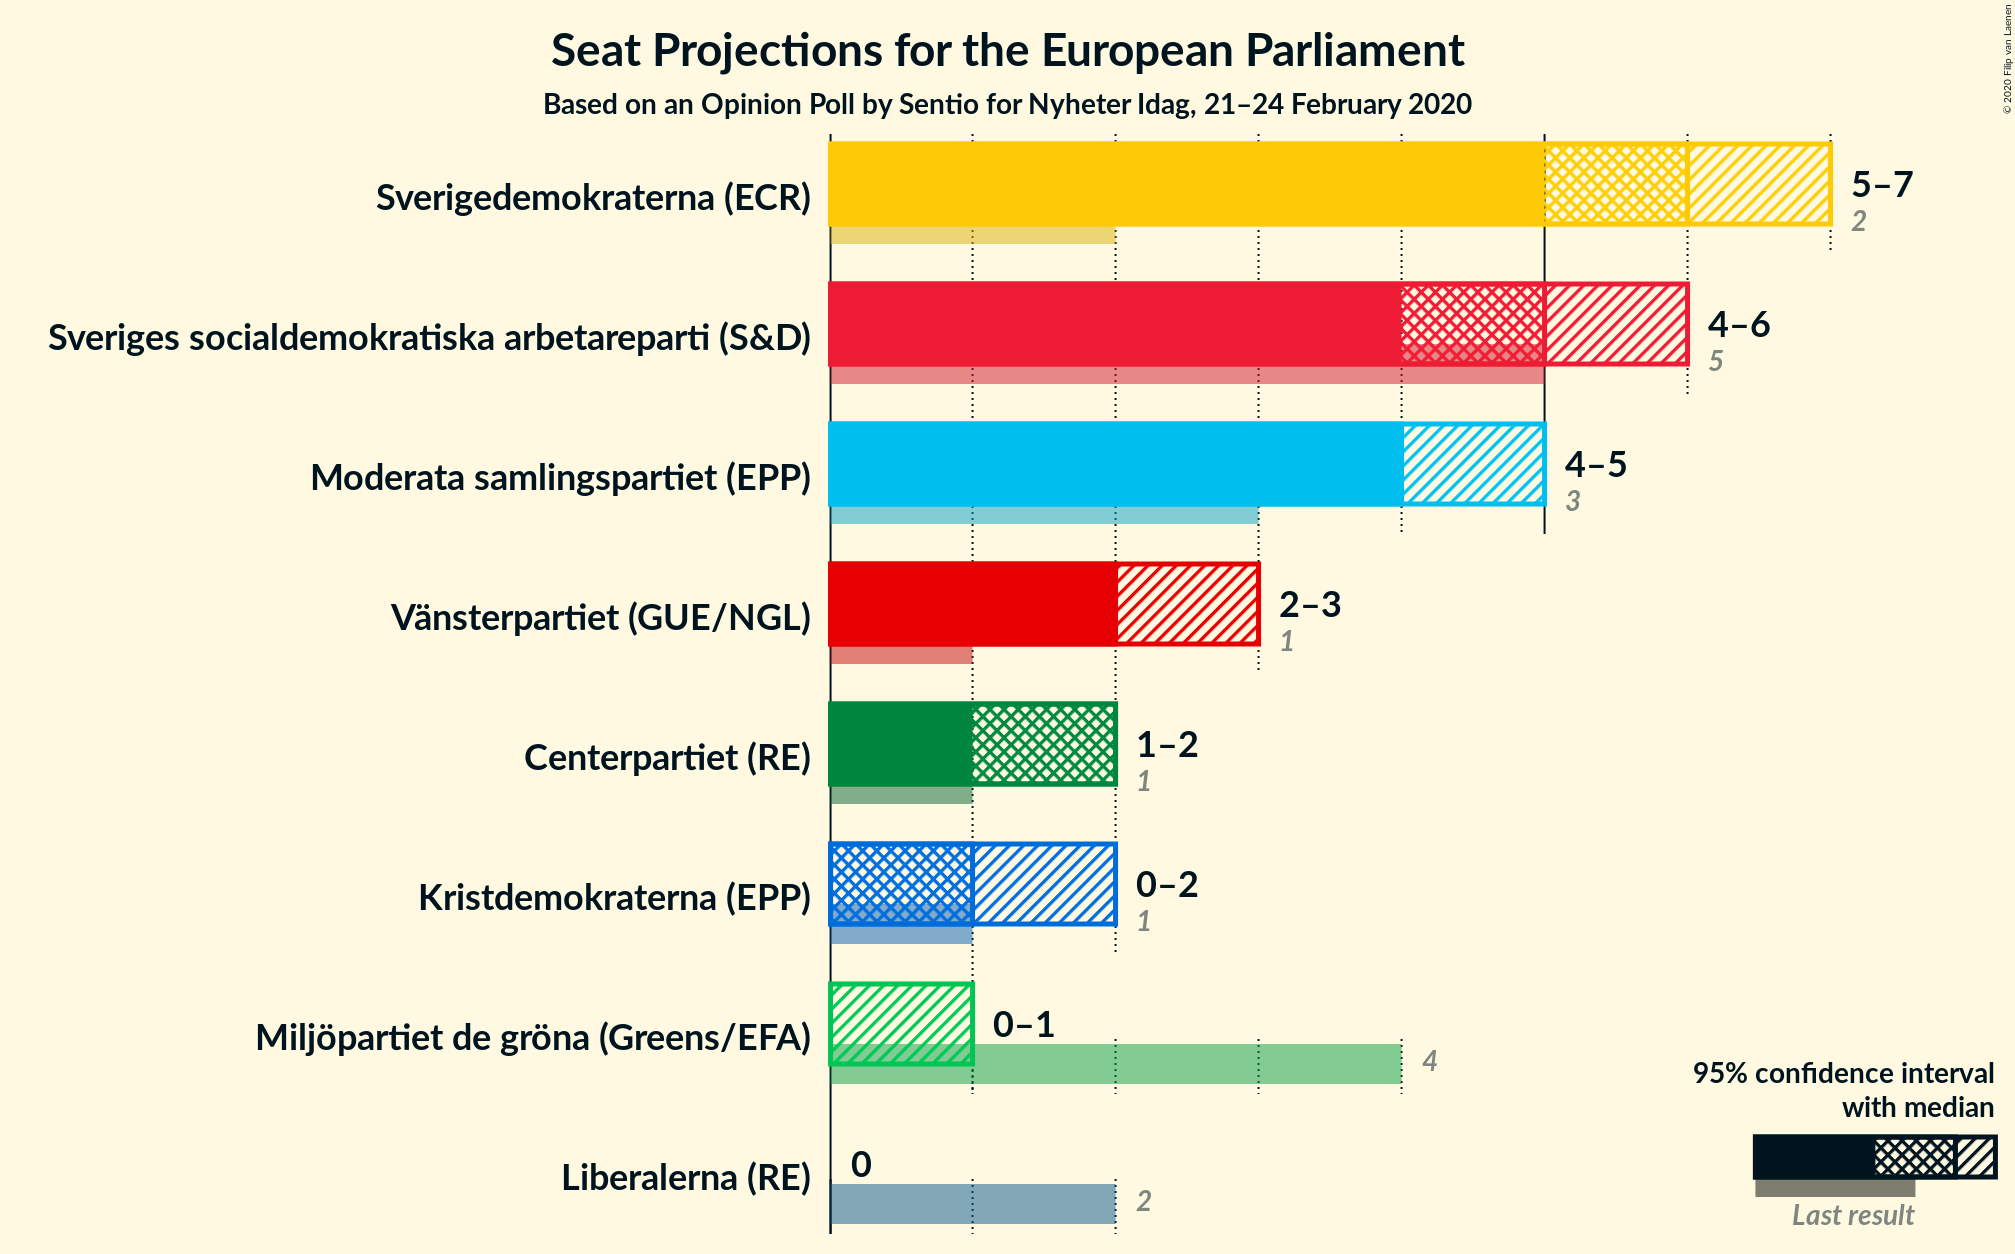 Seat Projections for the European Parliament
Based on an Opinion Poll by Sentio for Nyheter Idag, 21–24 February 2020
© 2020 Filip van Laenen
Sverigedemokraterna (ECR)
5–7
2
Sveriges socialdemokratiska arbetareparti (S&D)
4–6
5
Moderata samlingspartiet (EPP)
4–5
3
Vänsterpartiet (GUE/NGL)
2–3
1
Centerpartiet (RE)
1–2
1
Kristdemokraterna (EPP)
0–2
1
Miljöpartiet de gröna (Greens/EFA)
0–1
4
Liberalerna (RE)
0
2
95% confidence interval
with median
Last result